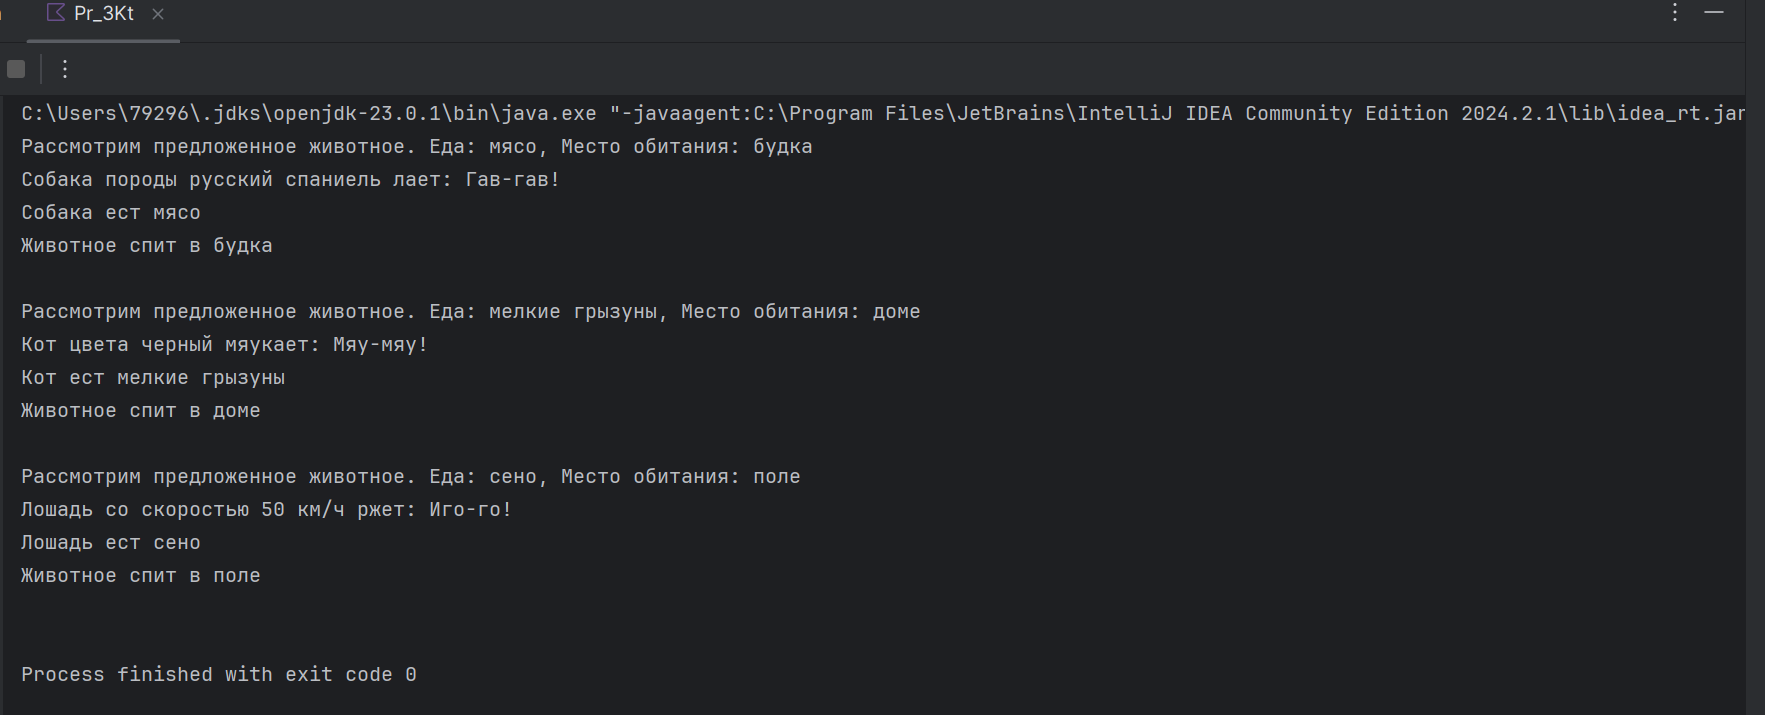 Pr_3Kt
C:\Users\79296\.jdks\openjdk-23.0.1\bin\java.exe "-javaagent:C:\Program Files\JetBrains\IntelliJ IDEA Community Edition 2024.2.1\lib\idea_rt.jar
Рассмотрим предложенное животное. Еда: мясо, Место обитания: будка
Собака породы русский спаниель лает: Гав-гав!
Собака ест мясо
Животное спит в будка
Рассмотрим предложенное животное. Еда: мелкие грызуны, Место обитания: доме
Кот цвета черный мяукает: Мяу-мяу!
Кот ест мелкие грызуны
Животное спит в доме
Рассмотрим предложенное животное. Еда: сено, Место обитания: поле
Лошадь со скоростью 50 км/ч ржет: Иго-го!
Лошадь ест сено
Животное спит в поле
Process finished with exit code 0